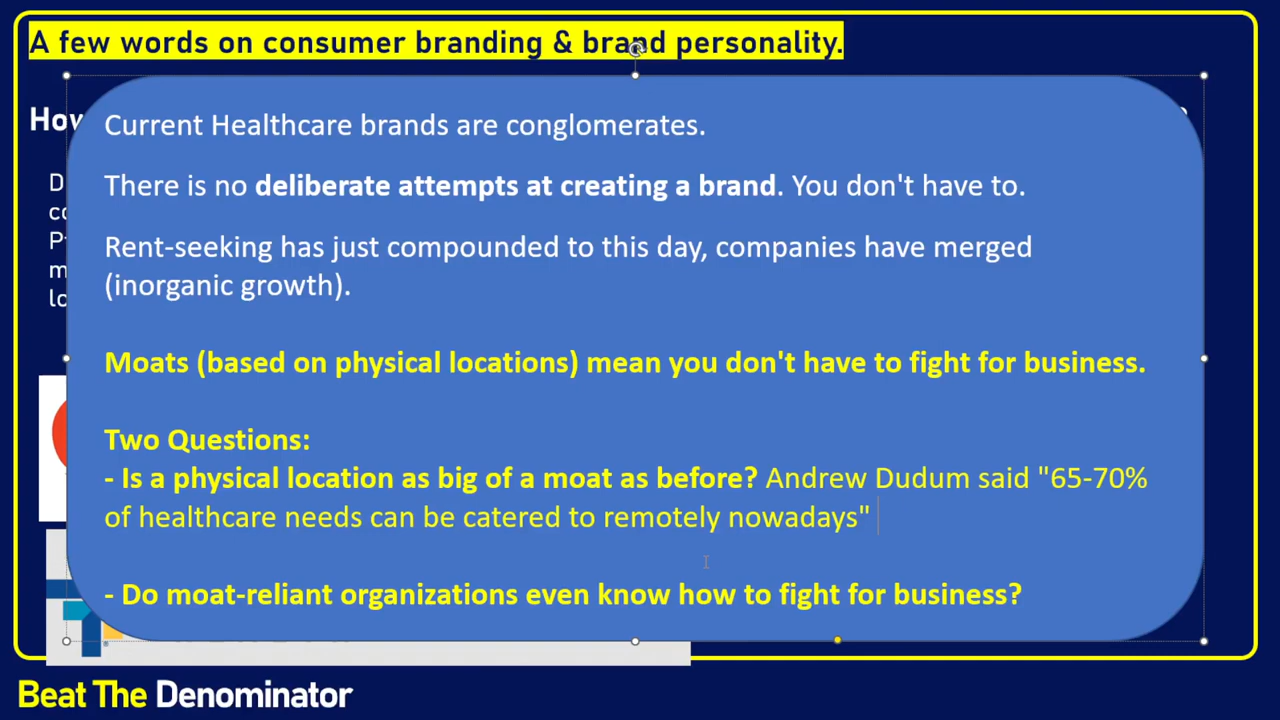 A few words on consumer branding & brand personality.
How
Current Healthcare brands are conglomerates.
There is no deliberate attempts at creating a brand. You don't have to.
Rent-seeking has just compounded to this day, companies have merged
(inorganic growth).
Moats (based on physical locations) mean you don't have to fight for business.
Two Questions:
- Is a physical location as big of a moat as before? Andrew Dudum said "65-70%
of healthcare needs can be catered to remotely nowadays"
- Do moat-reliant organizations even know how to fight for business?
Beat The Denominator